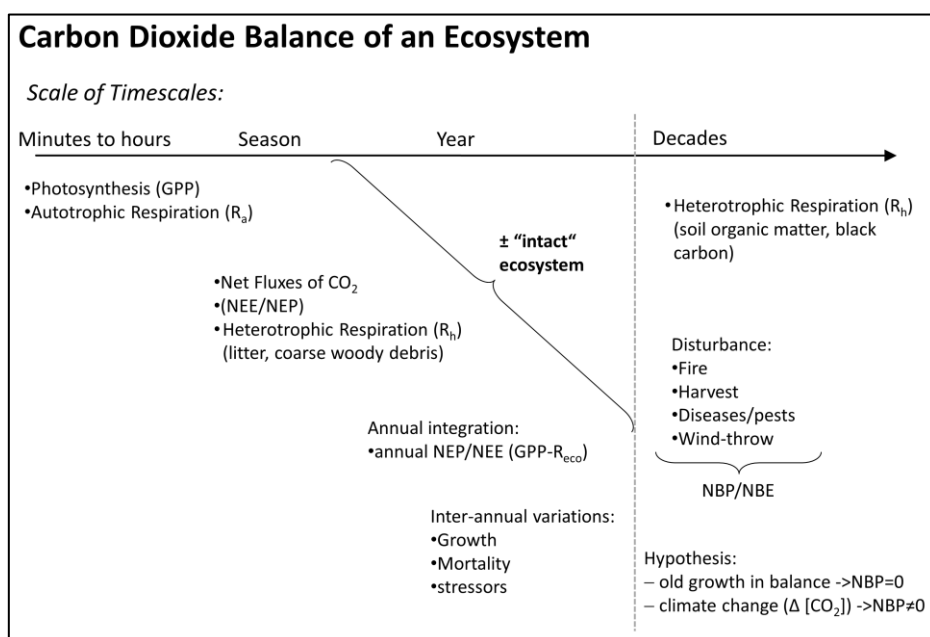 Carbon Dioxide Balance of an Ecosystem
Scale of Timescales:
Minutes to hours
Season
Year
Decades
•Photosynthesis (GPP)
•Autotrophic Respiration (Rₐ)
± “intact“
ecosystem
•Net Fluxes of CO₂
•(NEE/NEP)
•Heterotrophic Respiration (Rₕ)
(litter, coarse woody debris)
Annual integration:
•annual NEP/NEE (GPP-Reco)
Inter-annual variations:
•Growth
•Mortality
•stressors
•Heterotrophic Respiration (Rₕ)
(soil organic matter, black
carbon)
Disturbance:
•Fire
•Harvest
•Diseases/pests
•Wind-throw
NBP/NBE
Hypothesis:
– old growth in balance ->NBP=0
– climate change (Δ [CO₂]) ->NBP≠0